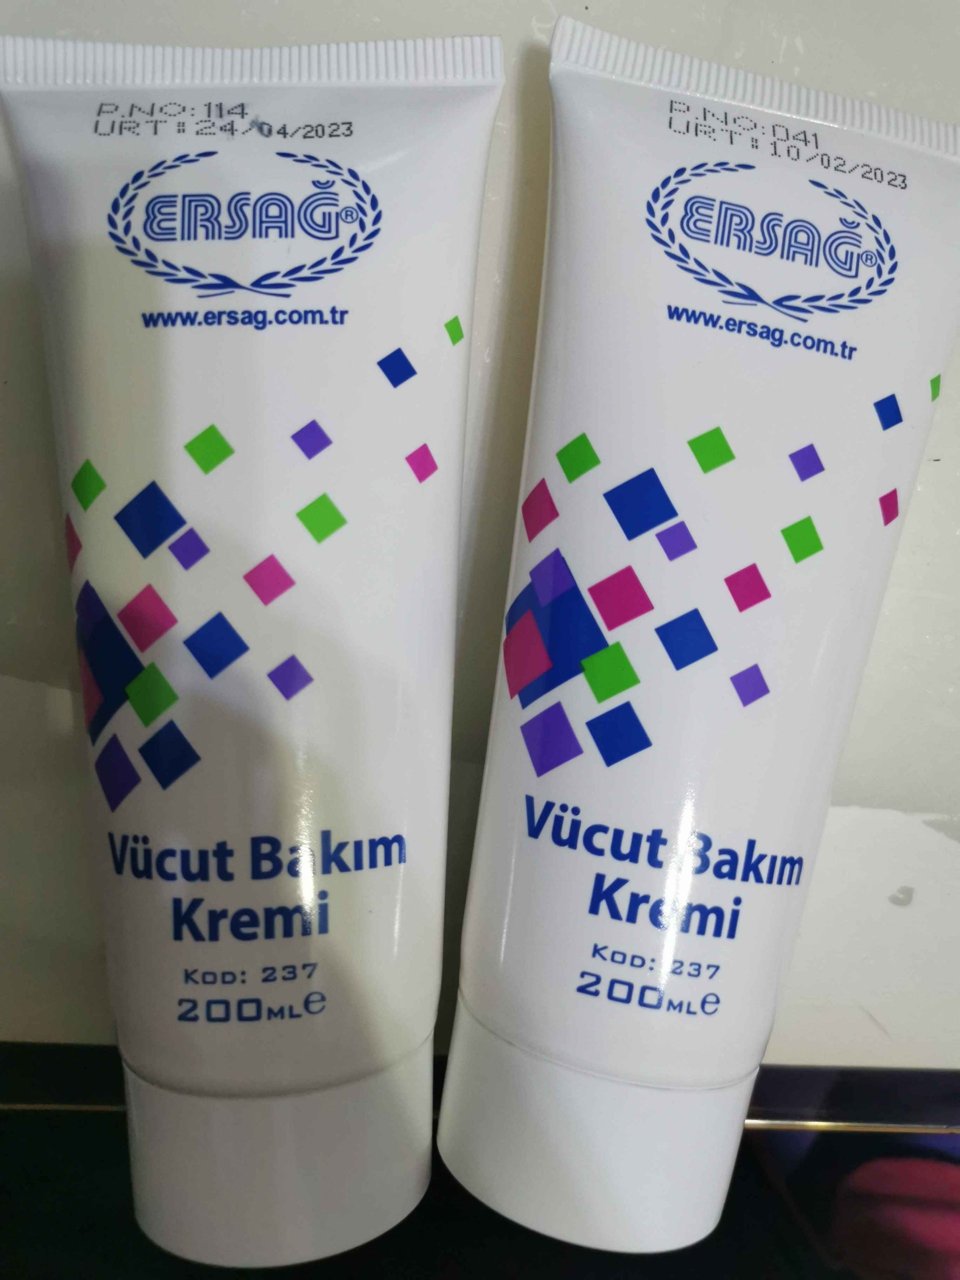 P.NO:114
URT:24/04/2023
ERSAĞ®
www.ersag.com.tr
Vücut Bakım
Kremi
KOD: 237
200ML e
P.NO:041
URT:10/02/2023
ERSAĞ®
www.ersag.com.tr
Vücut Bakım
Kremi
KOD: 237
200ML e